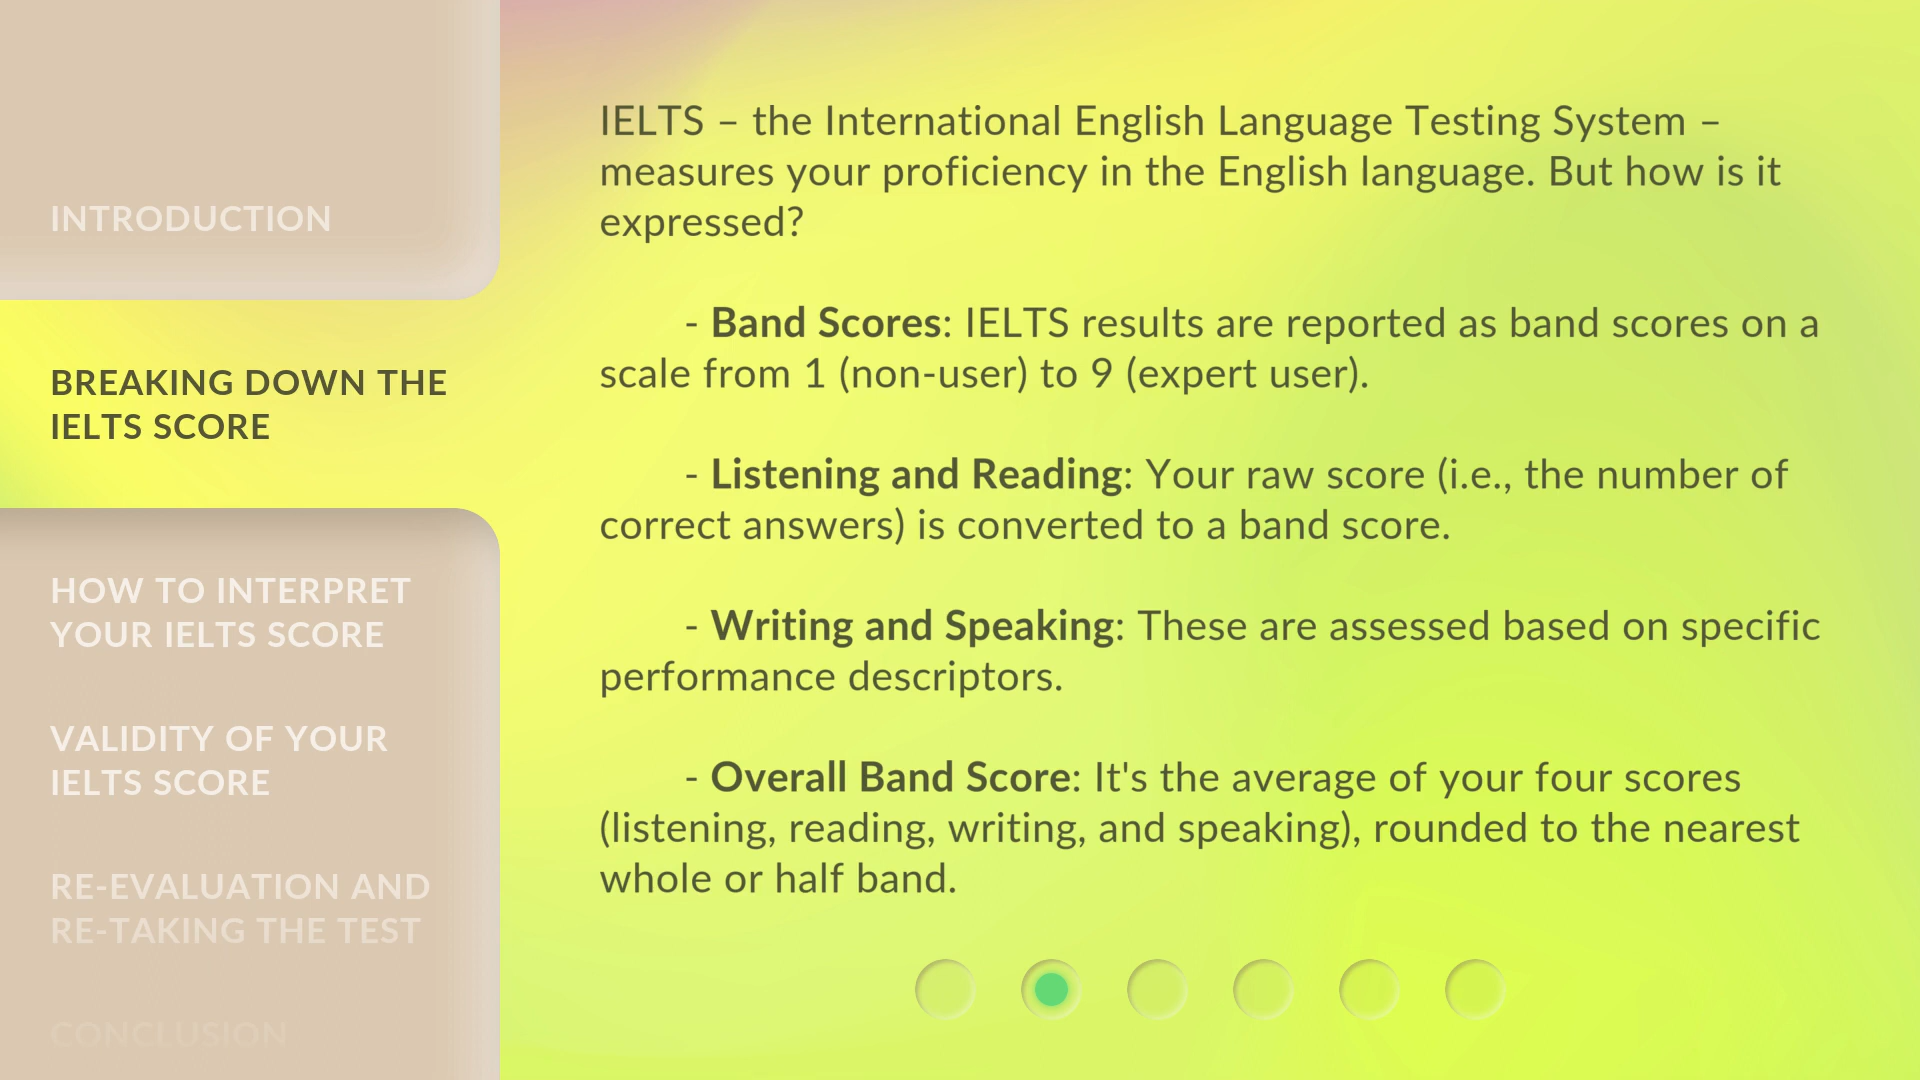 INTRODUCTION
BREAKING DOWN THE
IELTS SCORE
HOW TO INTERPRET
YOUR IELTS SCORE
VALIDITY OF YOUR
IELTS SCORE
RE-EVALUATION AND
RE-TAKING THE TEST
CONCLUSION
IELTS – the International English Language Testing System –
measures your proficiency in the English language. But how is it
expressed?
- Band Scores: IELTS results are reported as band scores on a
scale from 1 (non-user) to 9 (expert user).
- Listening and Reading: Your raw score (i.e., the number of
correct answers) is converted to a band score.
- Writing and Speaking: These are assessed based on specific
performance descriptors.
- Overall Band Score: It's the average of your four scores
(listening, reading, writing, and speaking), rounded to the nearest
whole or half band.